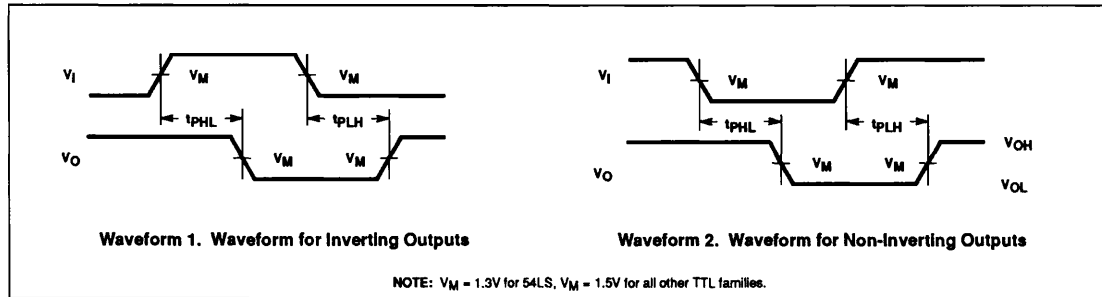 VI
VM
VM
tPHL
tPLH
VO
VM
VM
Waveform 1. Waveform for Inverting Outputs
VI
VM
VM
tPHL
tPLH
VOH
VO
VM
VM
VOL
Waveform 2. Waveform for Non-Inverting Outputs
NOTE: VM = 1.3V for 54LS, VM = 1.5V for all other TTL families.